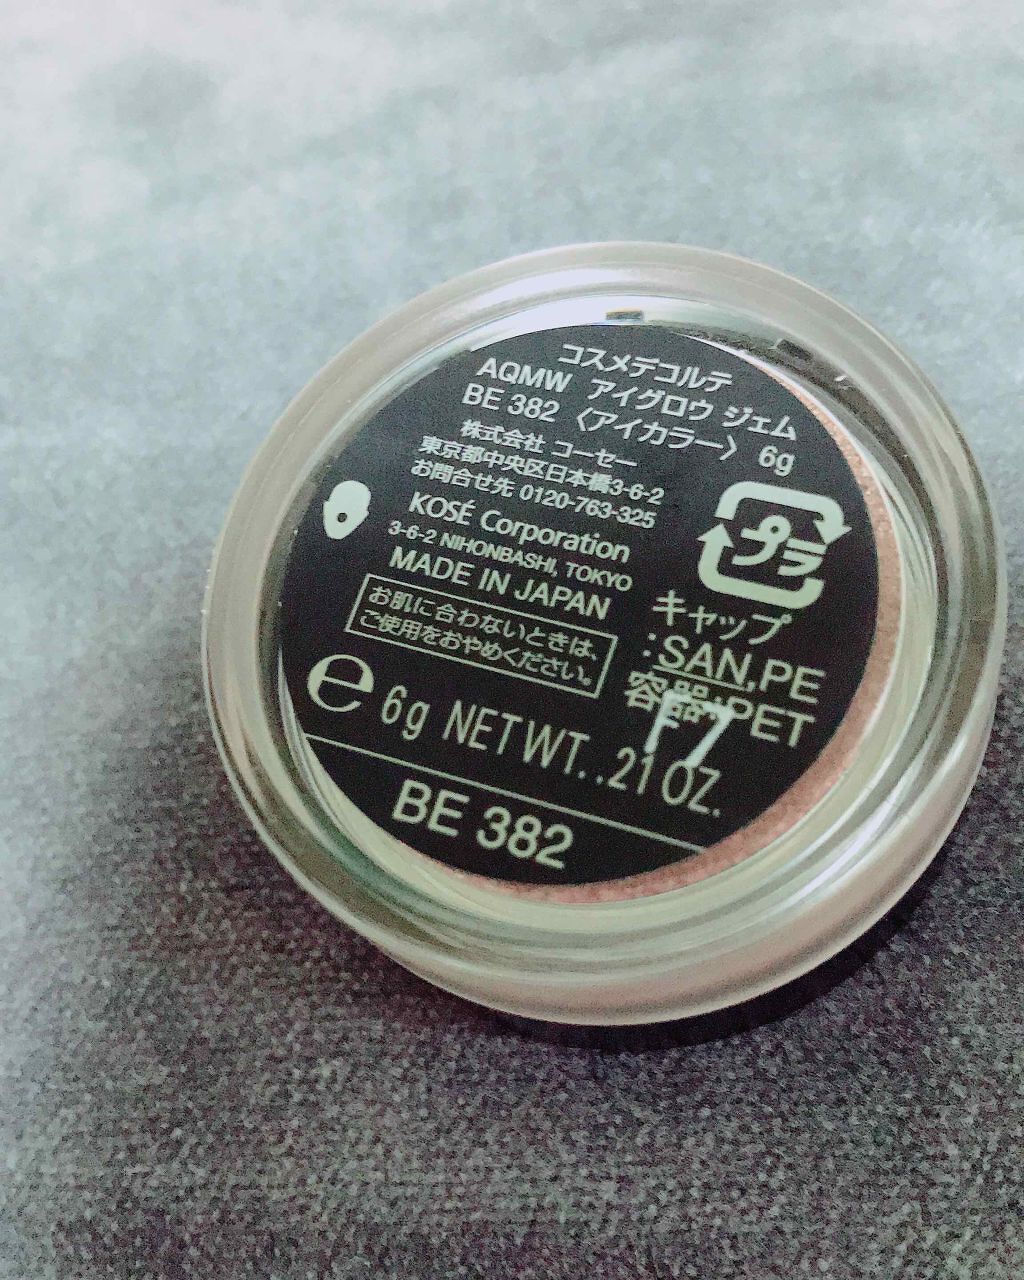 コスメデコルテ
AQMW アイグロウ ジェム
BE 382 〈アイカラー〉 6g
株式会社 コーセー
東京都中央区日本橋3-6-2
お問合せ先 0120-763-325
KOSÉ Corporation
3-6-2 NIHONBASHI, TOKYO
MADE IN JAPAN
お肌に合わないときは、
ご使用をおやめください。
プラ
キャップ
:SAN,PE
容器:PET
F7
e 6g NET WT. .21 OZ.
BE 382